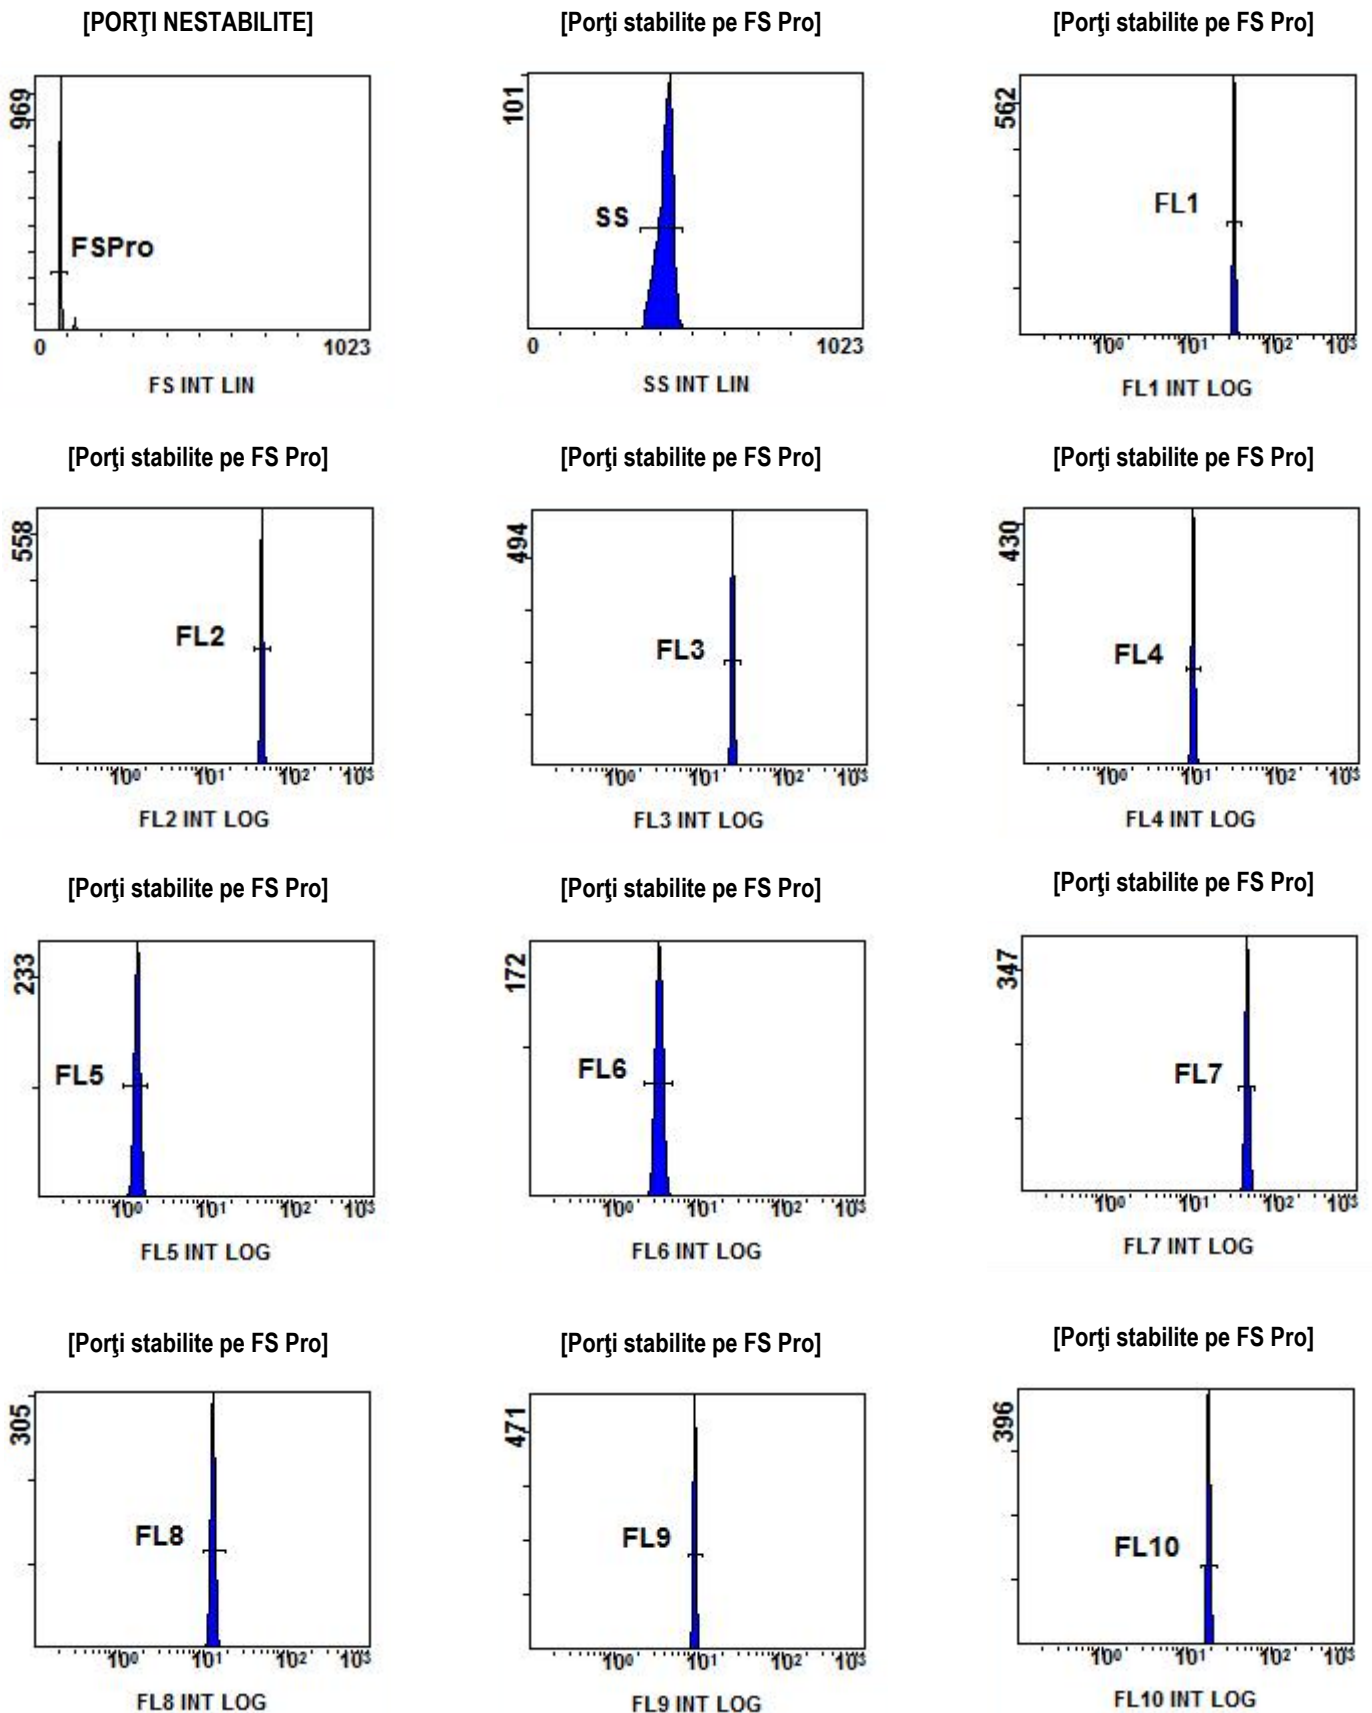 [PORŢI NESTABILITE]
[Porţi stabilite pe FS Pro]
[Porţi stabilite pe FS Pro]
969
FSPro
0
1023
FS INT LIN
101
SS
0
1023
SS INT LIN
562
FL1
10⁰ 10¹ 10² 10³
FL1 INT LOG
[Porţi stabilite pe FS Pro]
[Porţi stabilite pe FS Pro]
[Porţi stabilite pe FS Pro]
558
FL2
10⁰ 10¹ 10² 10³
FL2 INT LOG
494
FL3
10⁰ 10¹ 10² 10³
FL3 INT LOG
430
FL4
10⁰ 10¹ 10² 10³
FL4 INT LOG
[Porţi stabilite pe FS Pro]
[Porţi stabilite pe FS Pro]
[Porţi stabilite pe FS Pro]
233
FL5
10⁰ 10¹ 10² 10³
FL5 INT LOG
172
FL6
10⁰ 10¹ 10² 10³
FL6 INT LOG
347
FL7
10⁰ 10¹ 10² 10³
FL7 INT LOG
[Porţi stabilite pe FS Pro]
[Porţi stabilite pe FS Pro]
[Porţi stabilite pe FS Pro]
305
FL8
10⁰ 10¹ 10² 10³
FL8 INT LOG
471
FL9
10⁰ 10¹ 10² 10³
FL9 INT LOG
396
FL10
10⁰ 10¹ 10² 10³
FL10 INT LOG